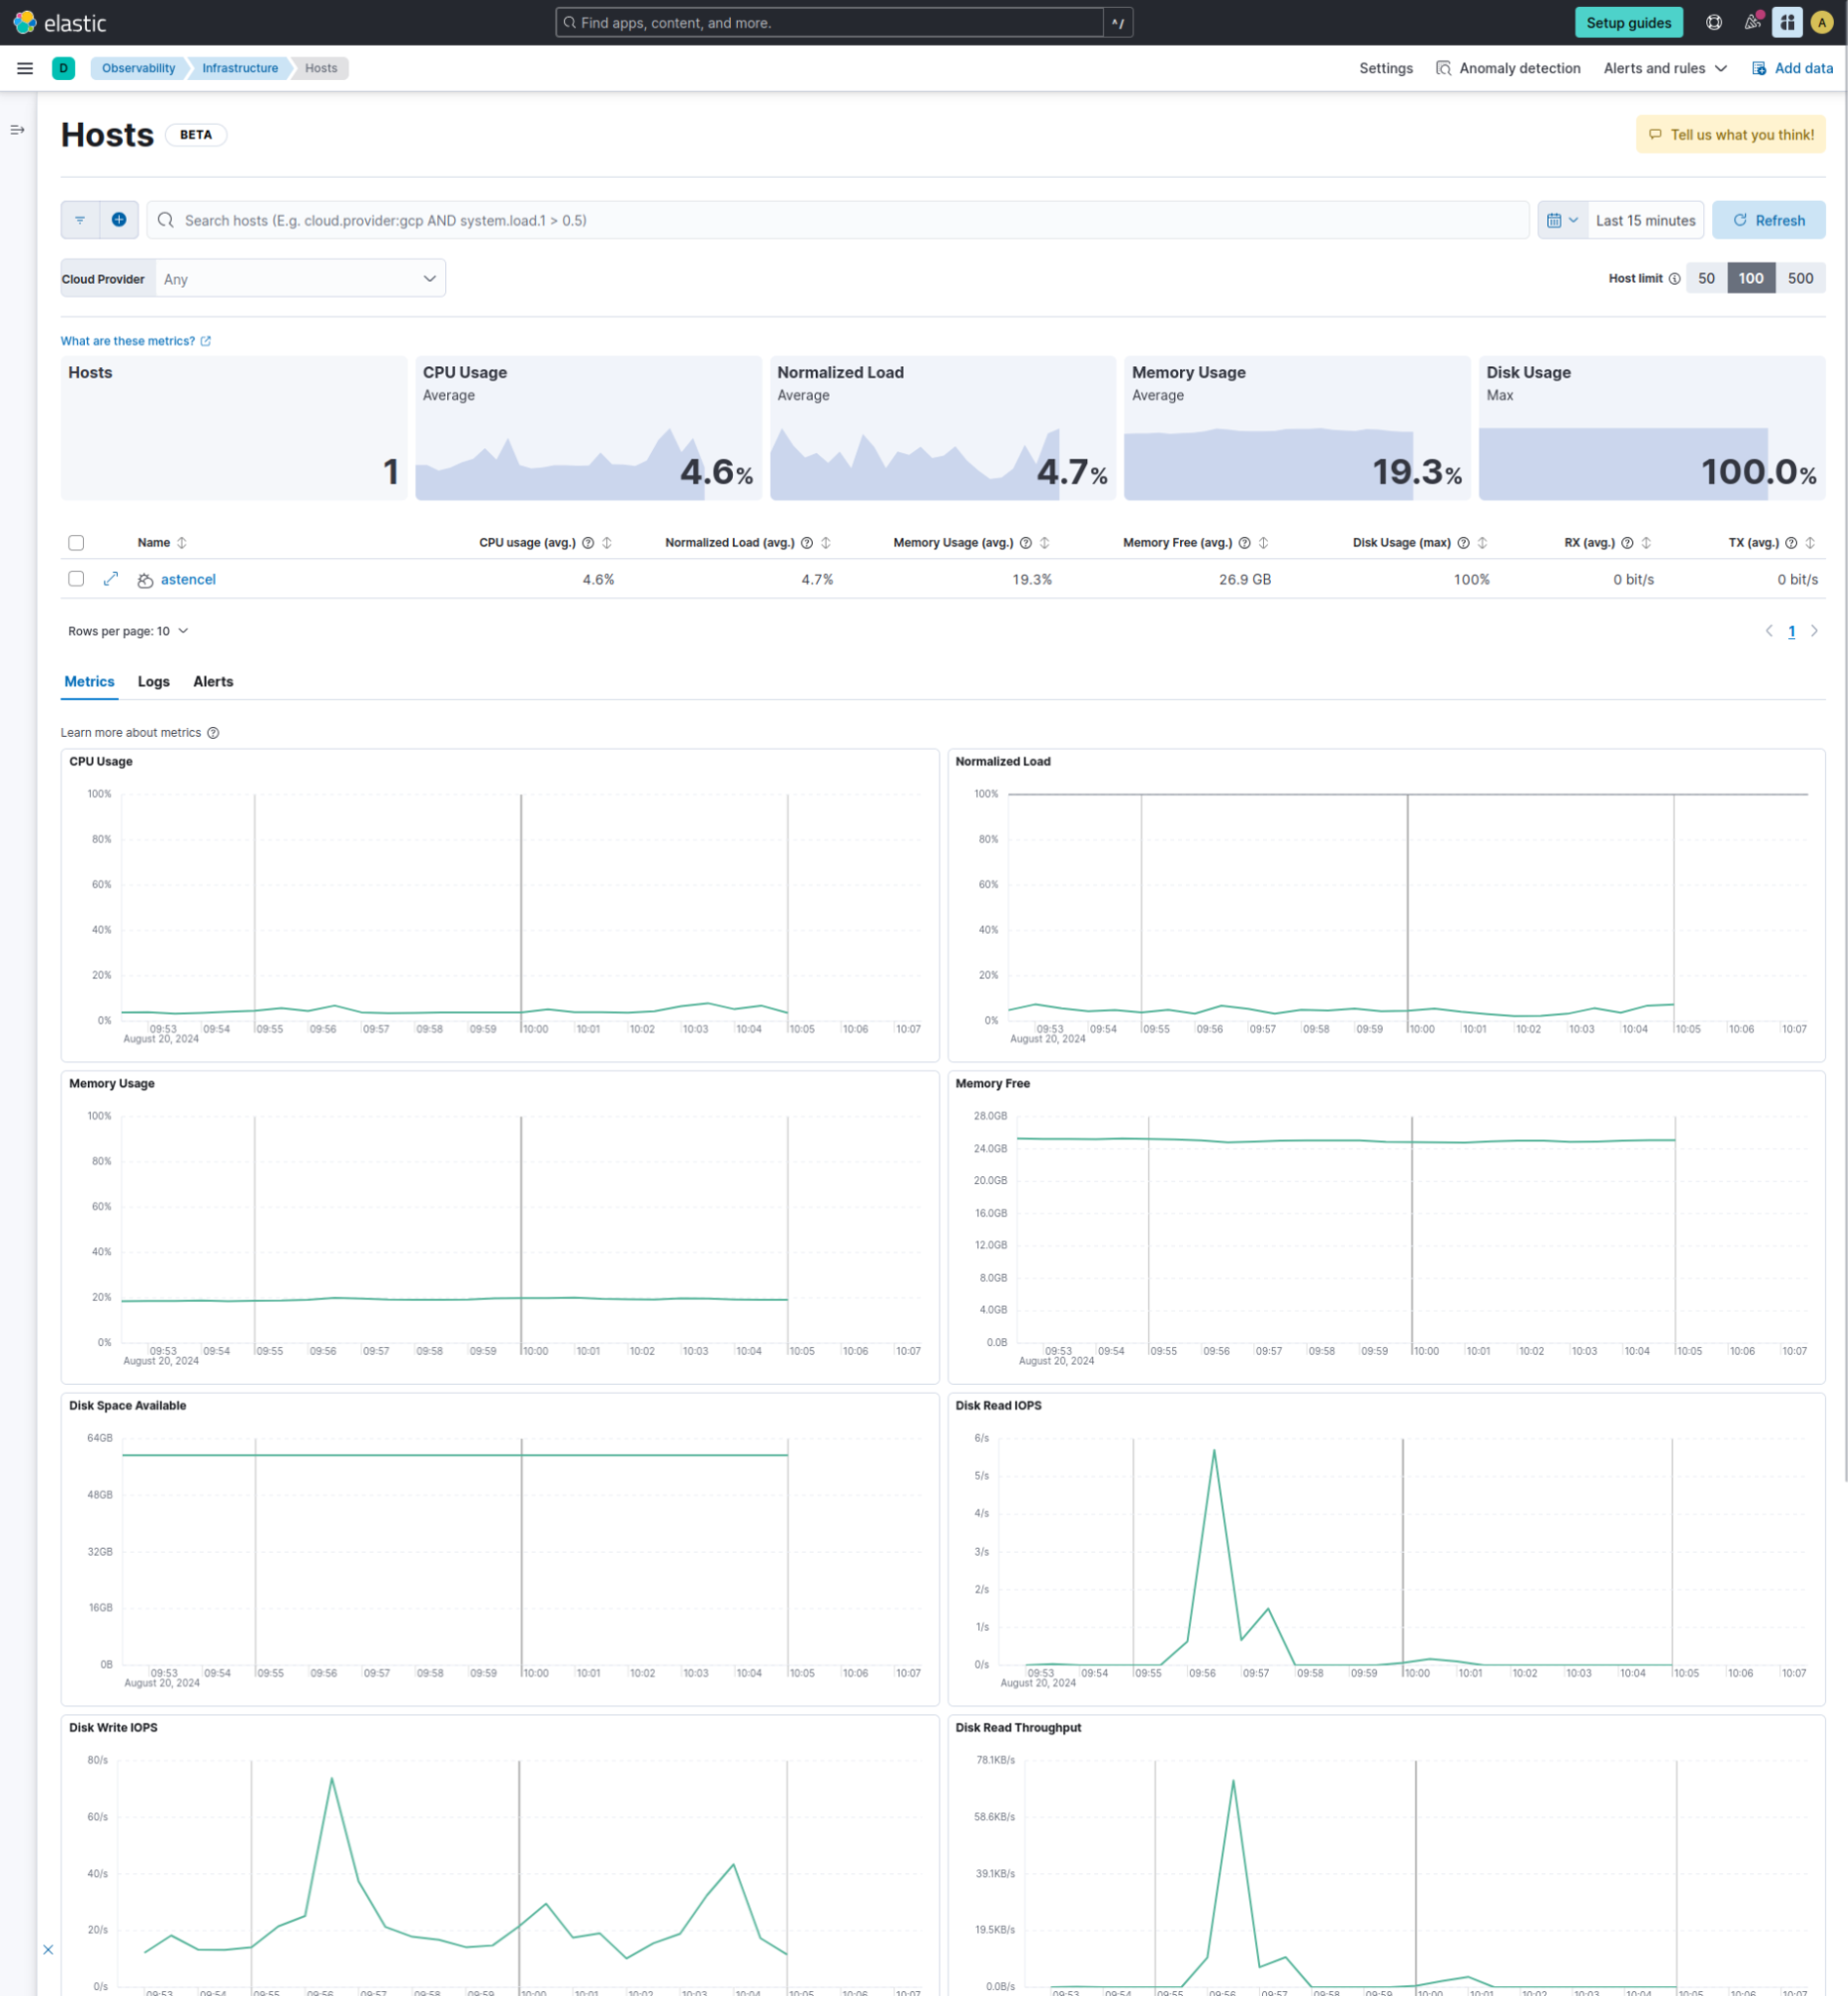 elastic
Find apps, content, and more.
^/
Setup guides
A
D
Observability
Infrastructure
Hosts
Settings
Anomaly detection
Alerts and rules
Add data
Hosts
BETA
Tell us what you think!
Search hosts (E.g. cloud.provider:gcp AND system.load.1 > 0.5)
Last 15 minutes
Refresh
Cloud Provider
Any
Host limit
50
100
500
What are these metrics?
Hosts
1
CPU Usage
Average
4.6%
Normalized Load
Average
4.7%
Memory Usage
Average
19.3%
Disk Usage
Max
100.0%
Name
CPU usage (avg.)
Normalized Load (avg.)
Memory Usage (avg.)
Memory Free (avg.)
Disk Usage (max)
RX (avg.)
TX (avg.)
astencel
4.6%
4.7%
19.3%
26.9 GB
100%
0 bit/s
0 bit/s
Rows per page: 10
1
Metrics
Logs
Alerts
Learn more about metrics
CPU Usage
100%
80%
60%
40%
20%
0%
09:53 09:54 09:55 09:56 09:57 09:58 09:59 10:00 10:01 10:02 10:03 10:04 10:05 10:06 10:07
August 20, 2024
Normalized Load
100%
80%
60%
40%
20%
0%
09:53 09:54 09:55 09:56 09:57 09:58 09:59 10:00 10:01 10:02 10:03 10:04 10:05 10:06 10:07
August 20, 2024
Memory Usage
100%
80%
60%
40%
20%
0%
09:53 09:54 09:55 09:56 09:57 09:58 09:59 10:00 10:01 10:02 10:03 10:04 10:05 10:06 10:07
August 20, 2024
Memory Free
28.0GB
24.0GB
20.0GB
16.0GB
12.0GB
8.0GB
4.0GB
0.0B
09:53 09:54 09:55 09:56 09:57 09:58 09:59 10:00 10:01 10:02 10:03 10:04 10:05 10:06 10:07
August 20, 2024
Disk Space Available
64GB
48GB
32GB
16GB
0B
09:53 09:54 09:55 09:56 09:57 09:58 09:59 10:00 10:01 10:02 10:03 10:04 10:05 10:06 10:07
August 20, 2024
Disk Read IOPS
6/s
5/s
4/s
3/s
2/s
1/s
0/s
09:53 09:54 09:55 09:56 09:57 09:58 09:59 10:00 10:01 10:02 10:03 10:04 10:05 10:06 10:07
August 20, 2024
Disk Write IOPS
80/s
60/s
40/s
20/s
0/s
09:53 09:54 09:55 09:56 09:57 09:58 09:59 10:00 10:01 10:02 10:03 10:04 10:05 10:06 10:07
Disk Read Throughput
78.1KB/s
58.6KB/s
39.1KB/s
19.5KB/s
0.0B/s
09:53 09:54 09:55 09:56 09:57 09:58 09:59 10:00 10:01 10:02 10:03 10:04 10:05 10:06 10:07